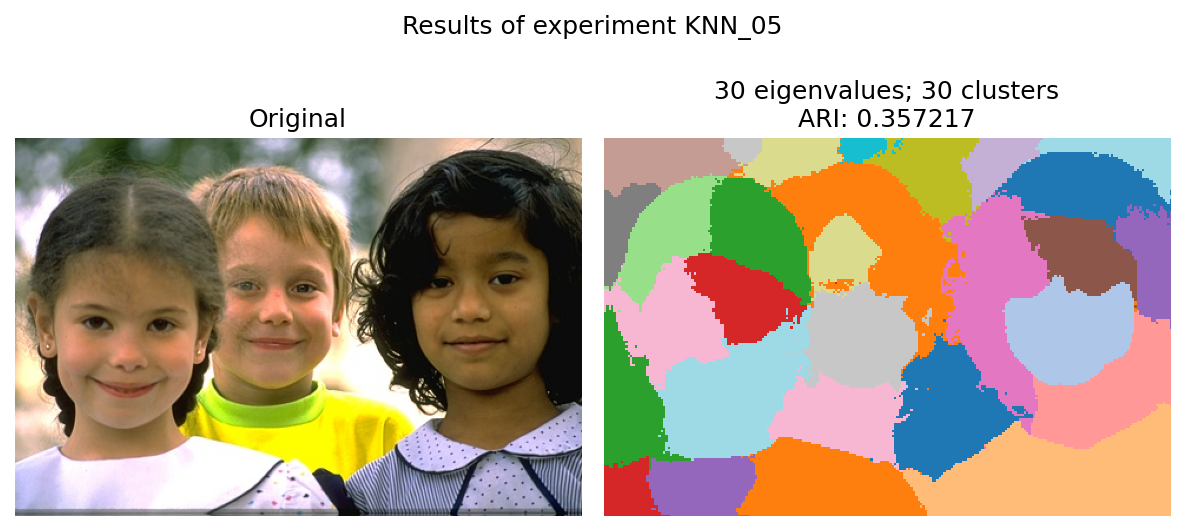 Results of experiment KNN_05
Original
30 eigenvalues; 30 clusters
ARI: 0.357217